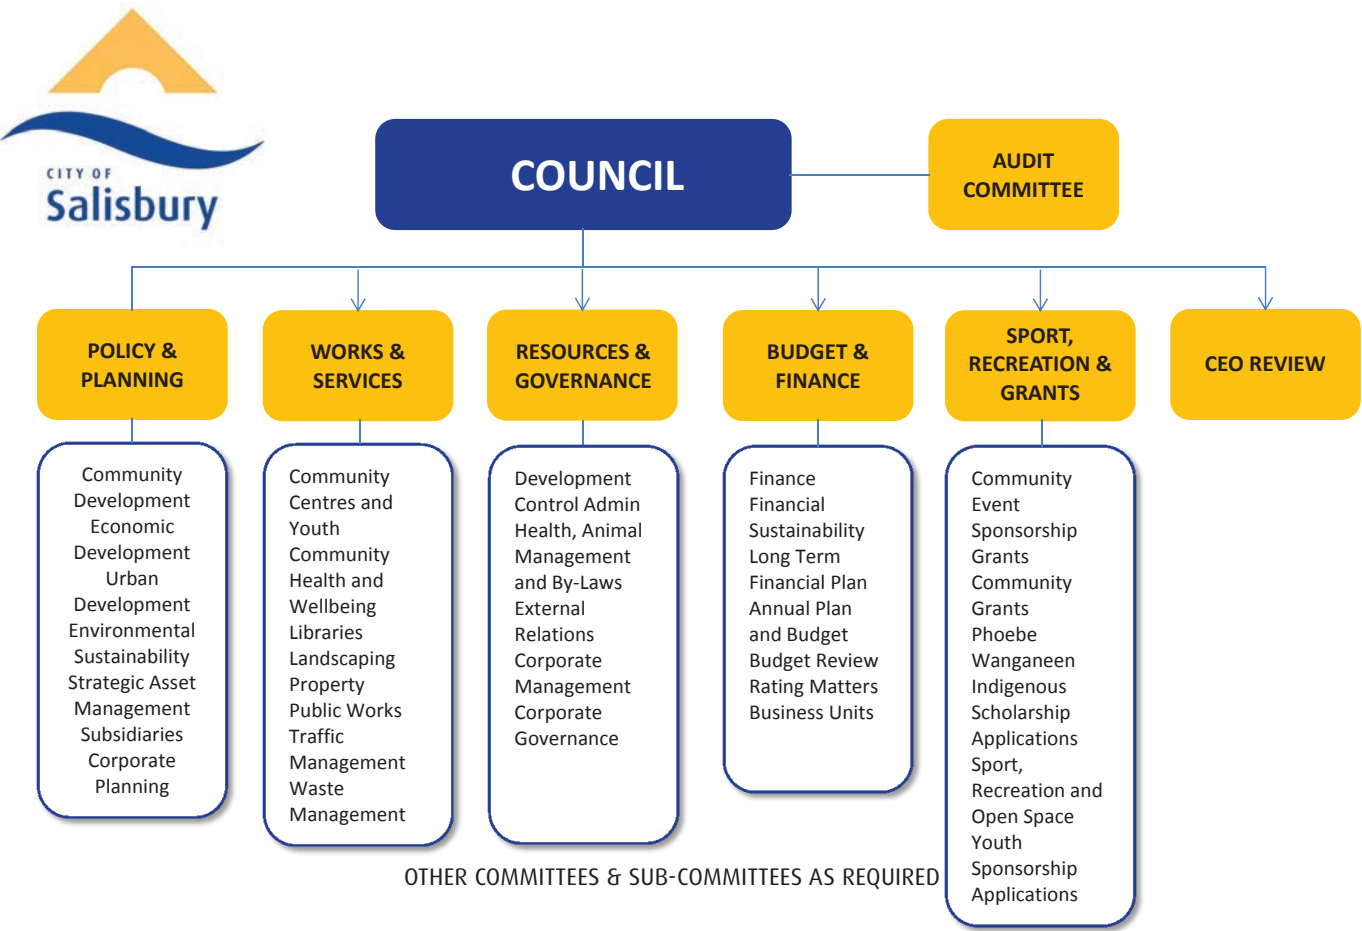 CITY OF
Salisbury
COUNCIL
AUDIT
COMMITTEE
POLICY &
PLANNING
WORKS &
SERVICES
RESOURCES &
GOVERNANCE
BUDGET &
FINANCE
SPORT,
RECREATION &
GRANTS
CEO REVIEW
Community
Development
Economic
Development
Urban
Development
Environmental
Sustainability
Strategic Asset
Management
Subsidiaries
Corporate
Planning
Community
Centres and
Youth
Community
Health and
Wellbeing
Libraries
Landscaping
Property
Public Works
Traffic
Management
Waste
Management
Development
Control Admin
Health, Animal
Management
and By-Laws
External
Relations
Corporate
Management
Corporate
Governance
Finance
Financial
Sustainability
Long Term
Financial Plan
Annual Plan
and Budget
Budget Review
Rating Matters
Business Units
Community
Event
Sponsorship
Grants
Community
Grants
Phoebe
Wanganeen
Indigenous
Scholarship
Applications
Sport,
Recreation and
Open Space
Youth
Sponsorship
Applications
OTHER COMMITTEES & SUB-COMMITTEES AS REQUIRED